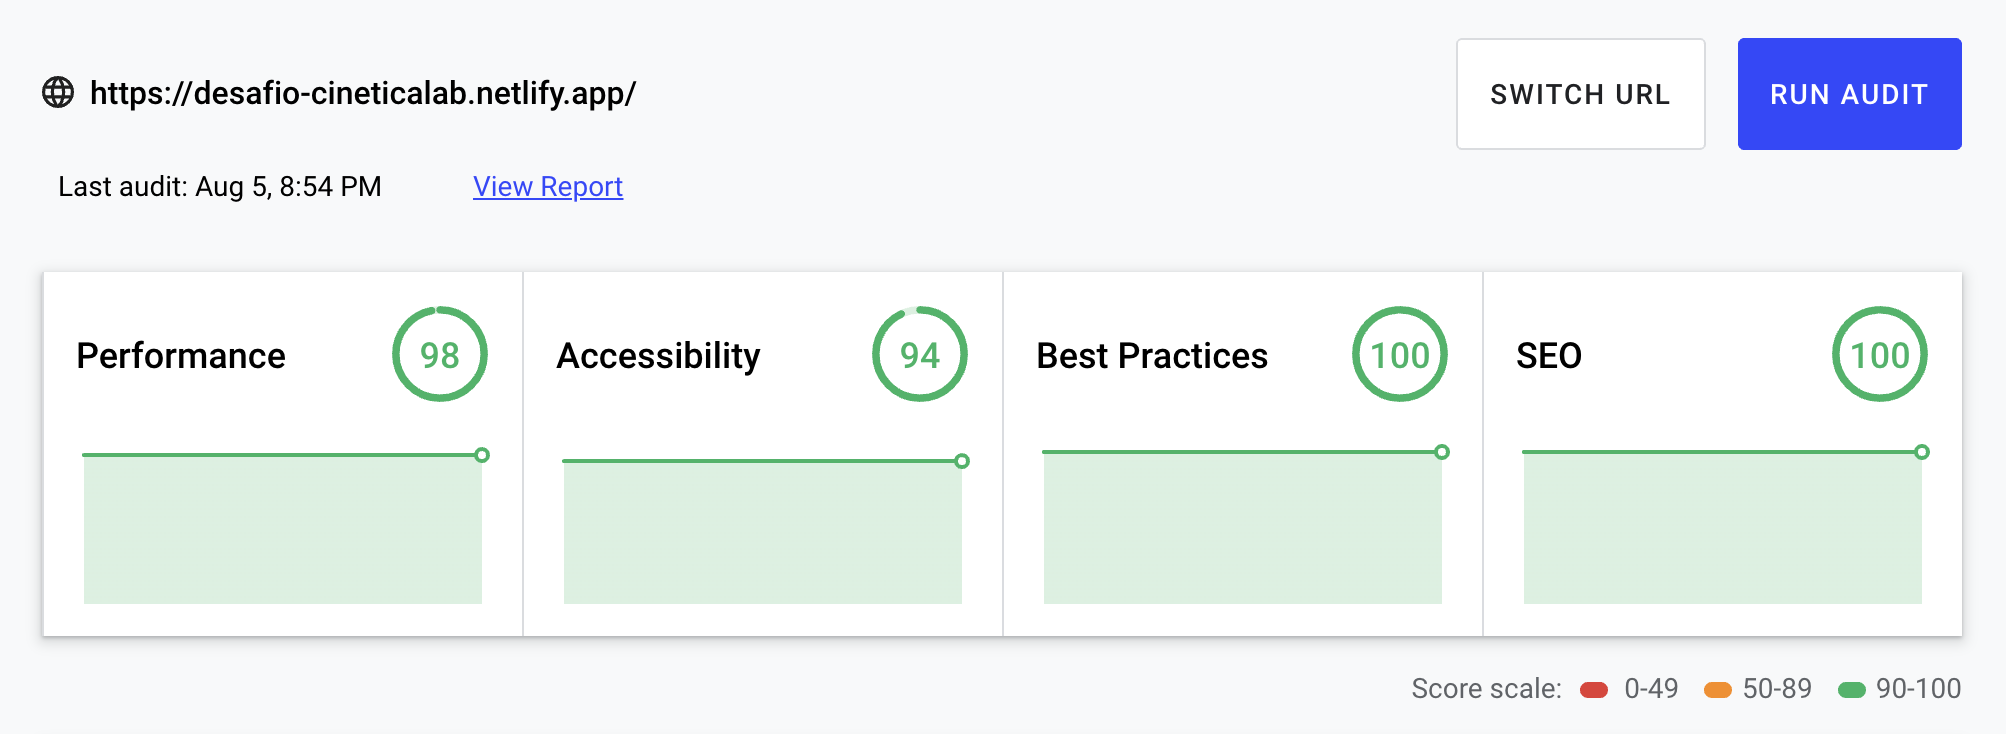 https://desafio-cineticalab.netlify.app/
SWITCH URL
RUN AUDIT
Last audit: Aug 5, 8:54 PM
View Report
Performance
98
Accessibility
94
Best Practices
100
SEO
100
Score scale:
0-49
50-89
90-100